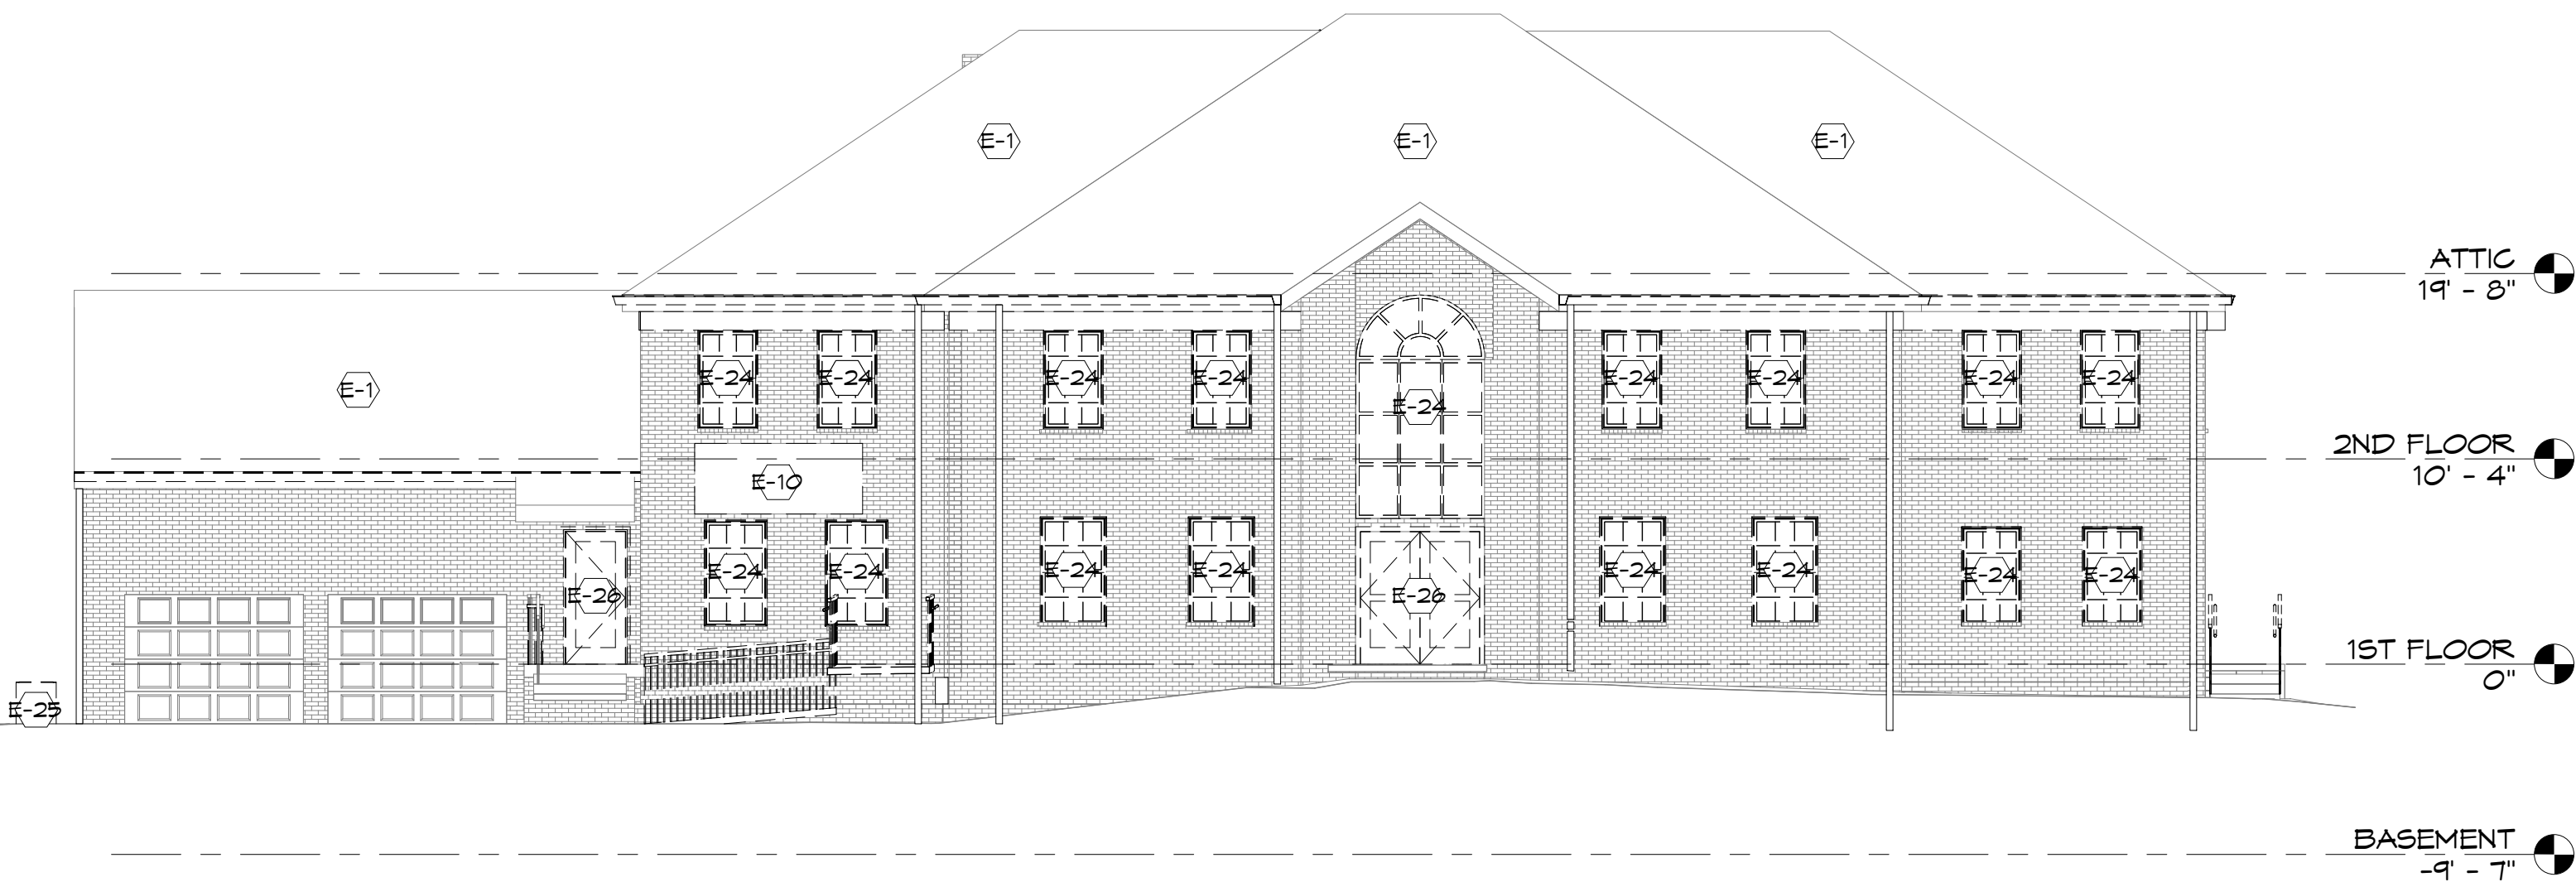 E-1 E-1 E-1
ATTIC
19' - 8"
E-24 E-24 E-24 E-24 E-24 E-24 E-24 E-24
E-1
E-24
2ND FLOOR
10' - 4"
E-10
E-24 E-24 E-24 E-24 E-24 E-24 E-24 E-24
E-26 E-26
1ST FLOOR
0"
E-25
BASEMENT
-9' - 7"